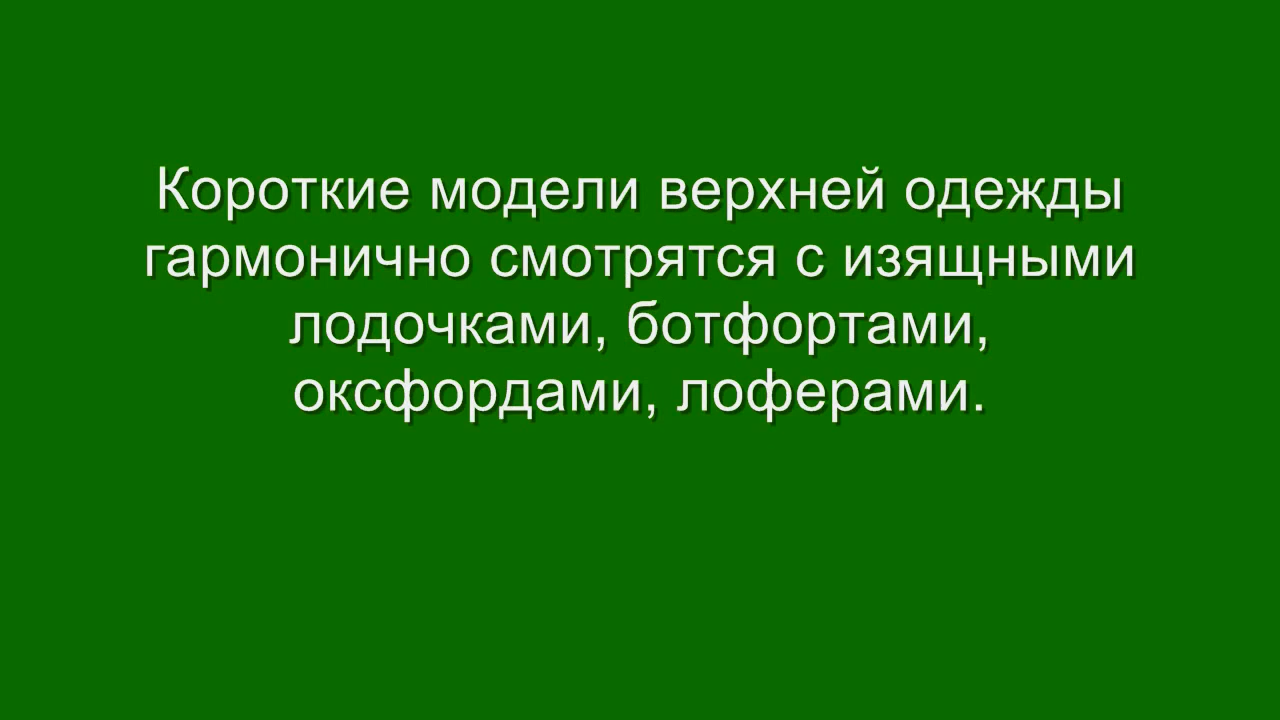 Короткие модели верхней одежды
гармонично смотрятся с изящными
лодочками, ботфортами,
оксфордами, лоферами.